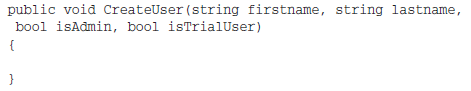 public void CreateUser(string firstname, string lastname,
 bool isAdmin, bool isTrialUser)
{
}